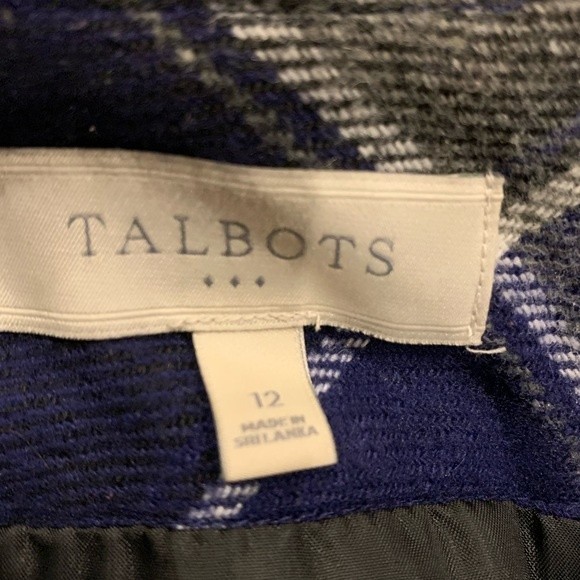 TALBOTS
12
MADE IN
SRI LANKA